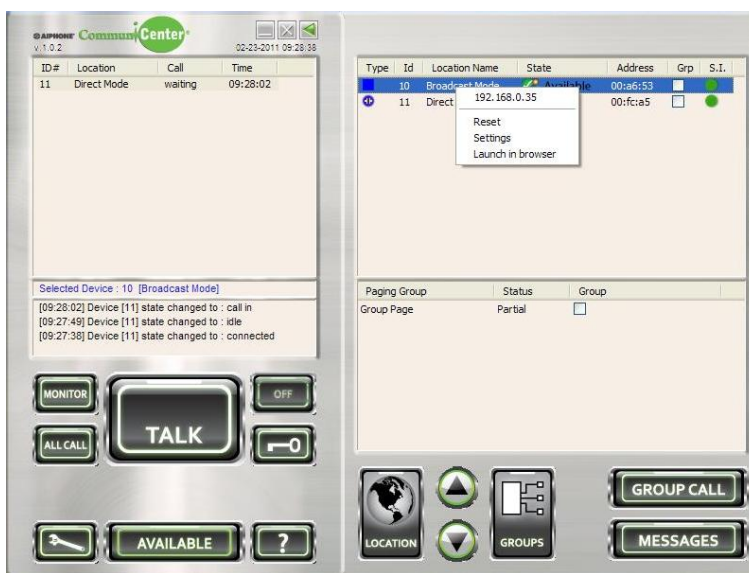 AIPHONE CommuniCenter
v.1.0.2
02-23-2011 09:28:38
ID# Location Call Time
11 Direct Mode waiting 09:28:02
Selected Device : 10 [Broadcast Mode]
[09:28:02] Device [11] state changed to : call in
[09:27:49] Device [11] state changed to : idle
[09:27:38] Device [11] state changed to : connected
MONITOR
OFF
TALK
ALL CALL
AVAILABLE
?
Type Id Location Name State Address Grp S.I.
10 Broadcast Mode Available 00:a6:53
11 Direct 00:fc:a5
192.168.0.35
Reset
Settings
Launch in browser
Paging Group Status Group
Group Page Partial
LOCATION
GROUPS
GROUP CALL
MESSAGES